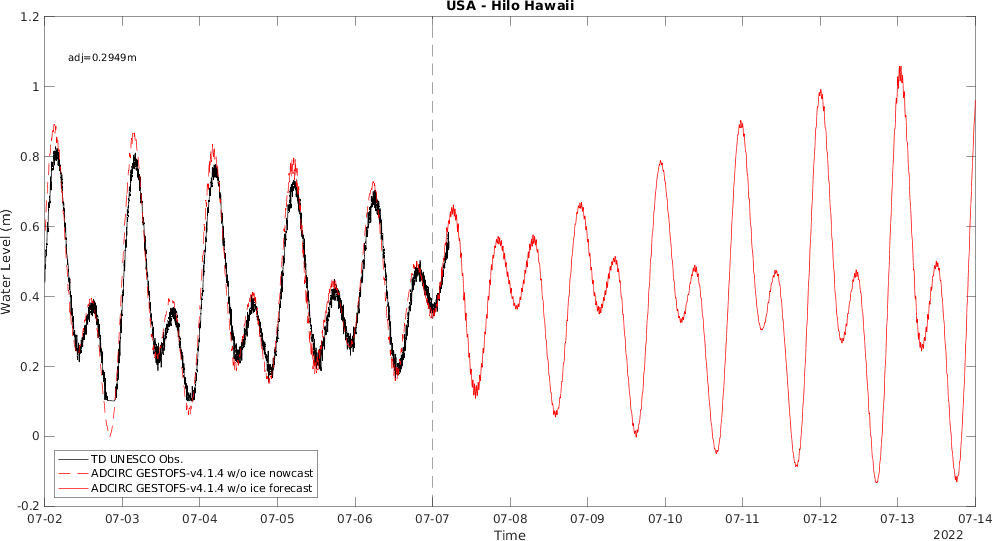 USA - Hilo Hawaii
adj=0.2949m
Water Level (m)
1.2
1
0.8
0.6
0.4
0.2
0
-0.2
TD UNESCO Obs.
ADCIRC GESTOFS-v4.1.4 w/o ice nowcast
ADCIRC GESTOFS-v4.1.4 w/o ice forecast
07-02 07-03 07-04 07-05 07-06 07-07 07-08 07-09 07-10 07-11 07-12 07-13 07-14
Time
2022